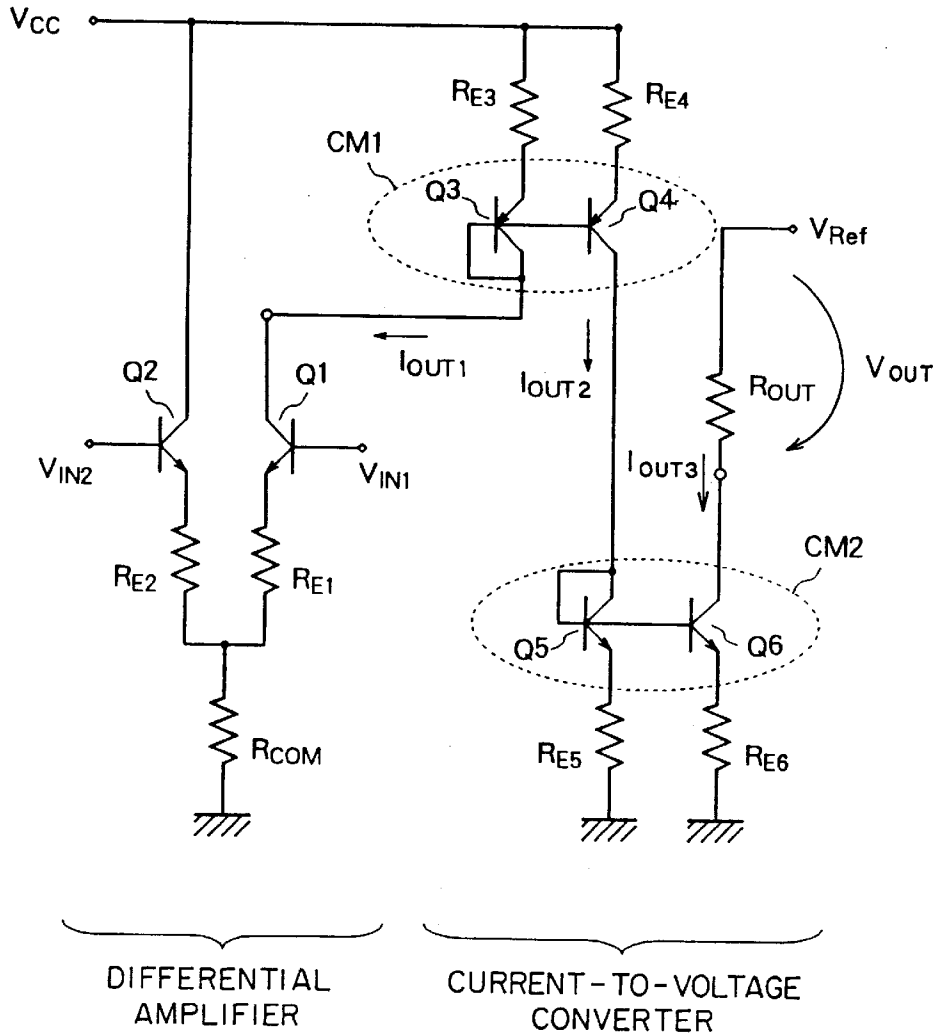 VCC
RE3
RE4
CM1
Q3
Q4
VRef
IOUT1
IOUT2
ROUT
VOUT
Q2
Q1
VIN2
VIN1
IOUT3
RE2
RE1
CM2
Q5
Q6
RCOM
RE5
RE6
DIFFERENTIAL
AMPLIFIER
CURRENT-TO-VOLTAGE
CONVERTER